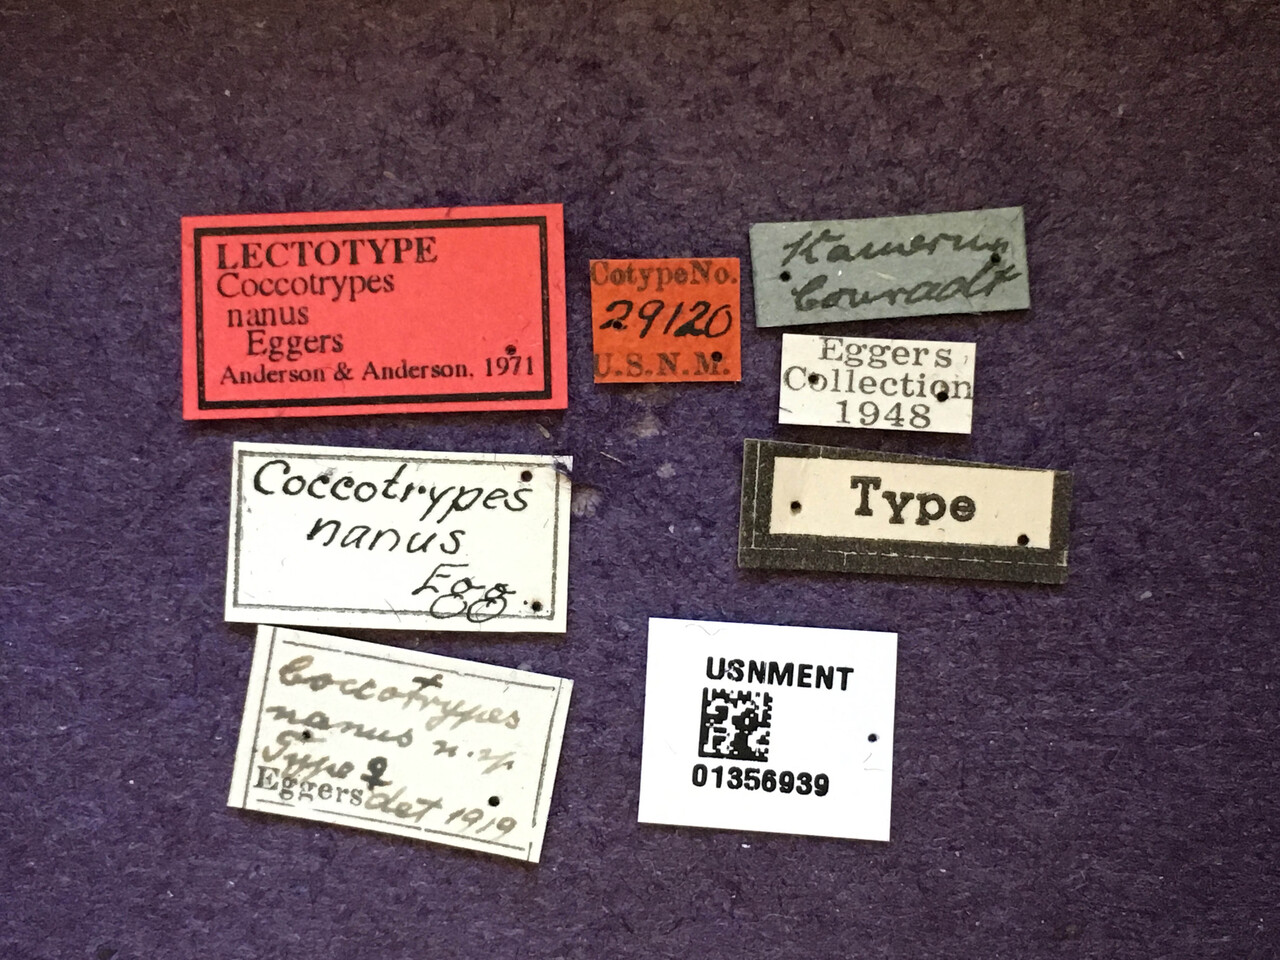 LECTOTYPE
Coccotrypes
nanus
Eggers
Anderson & Anderson, 1971
CotypeNo.
29120
U.S.N.M.
Kamerun
Conradt
Eggers
Collection
1948
Coccotrypes
nanus
Egg.
Type
Coccotrypes
nanus n. sp.
Type ♀
Eggers det 1919
USNMENT
01356939